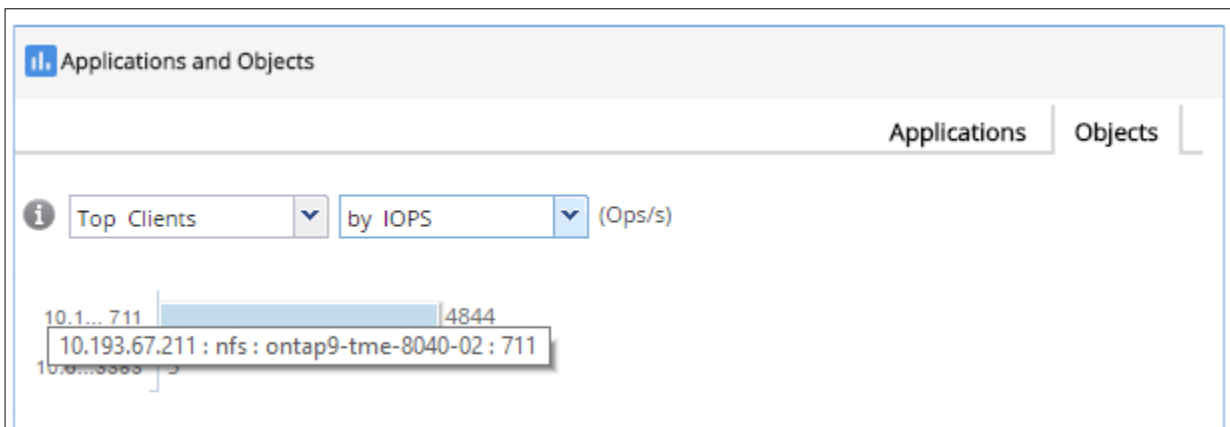 Applications and Objects
Applications Objects
Top Clients by IOPS (Ops/s)
10.1... 711 4844
10.193.67.211 : nfs : ontap9-tme-8040-02 : 711